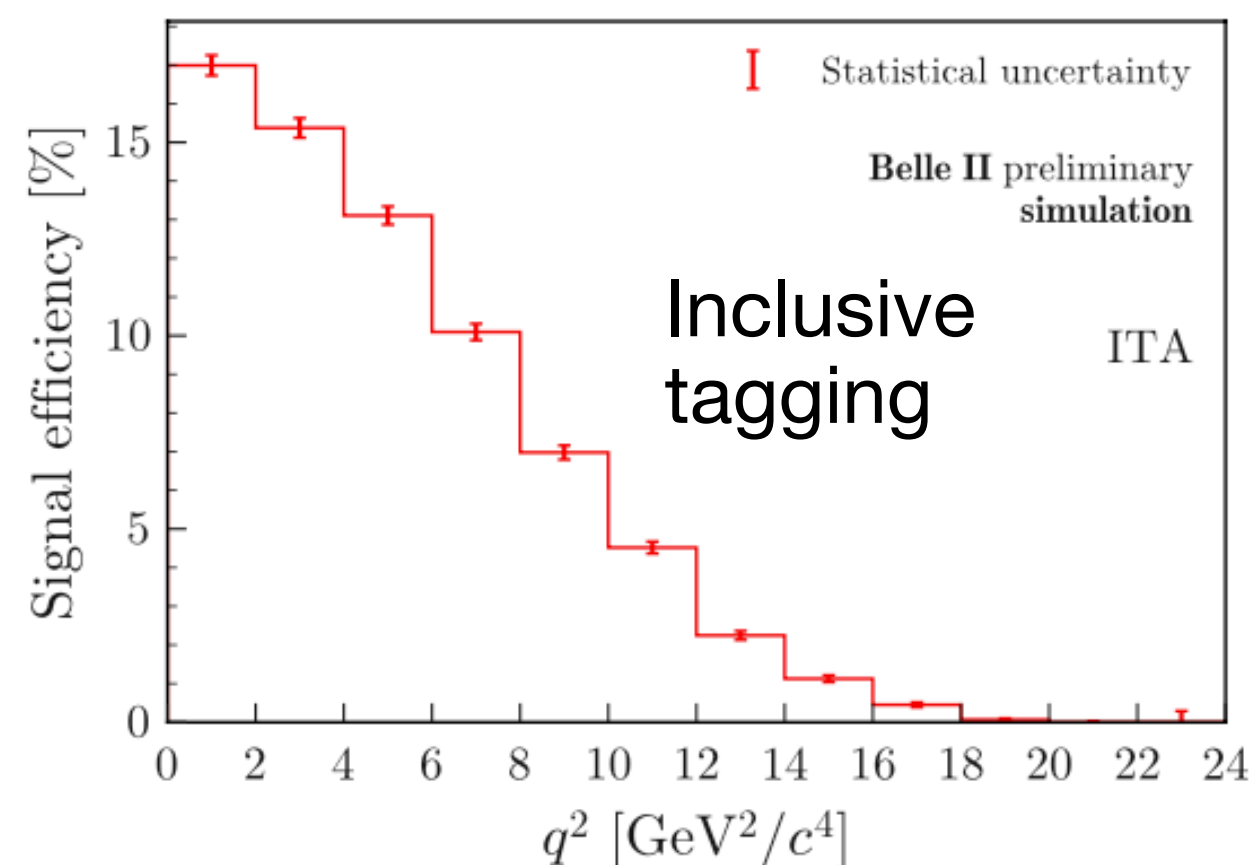 Signal efficiency [%]
15
10
5
0
Statistical uncertainty
Belle II preliminary
simulation
Inclusive
tagging
ITA
0 2 4 6 8 10 12 14 16 18 20 22 24
q² [GeV²/c⁴]